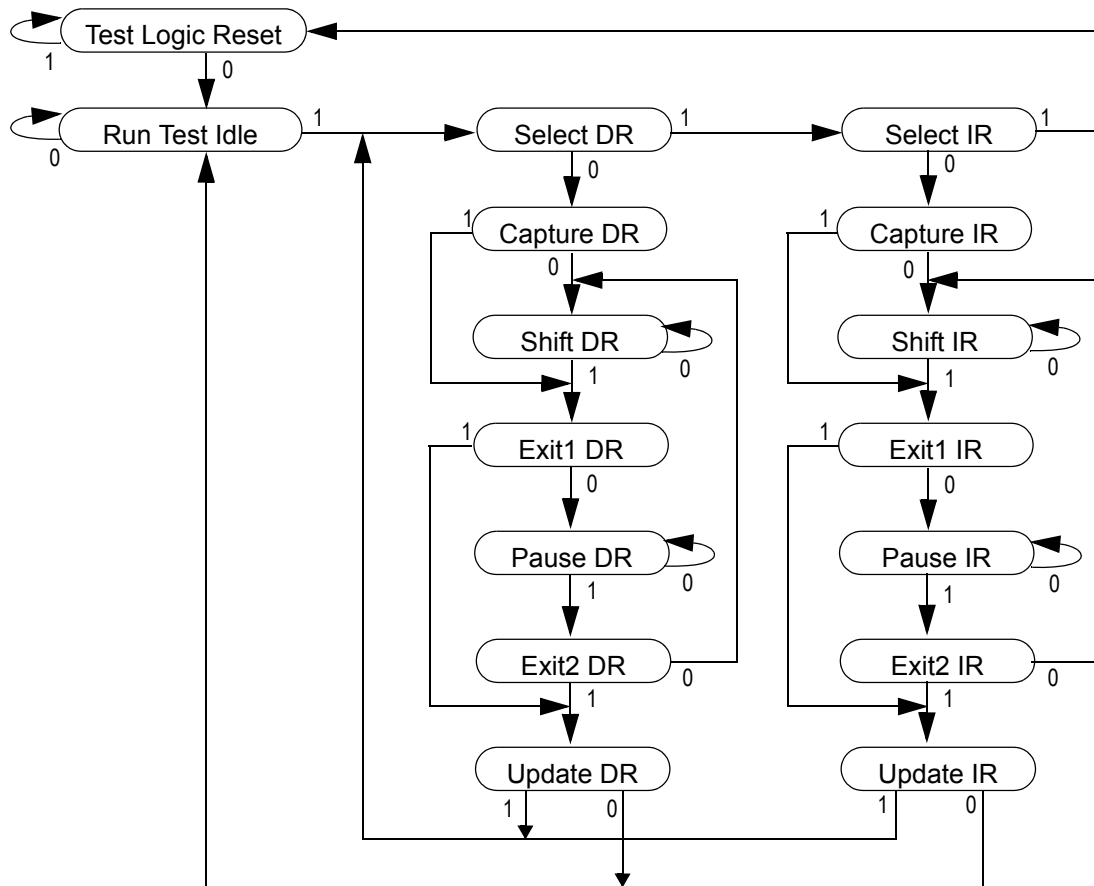 Test Logic Reset
1
0
Run Test Idle
1
Select DR
1
Select IR
1
0
0
0
1
Capture DR
1
Capture IR
0
0
Shift DR
Shift IR
0
0
1
1
1
Exit1 DR
1
Exit1 IR
0
0
Pause DR
Pause IR
0
0
1
1
Exit2 DR
Exit2 IR
0
0
1
1
Update DR
Update IR
1
0
1
0